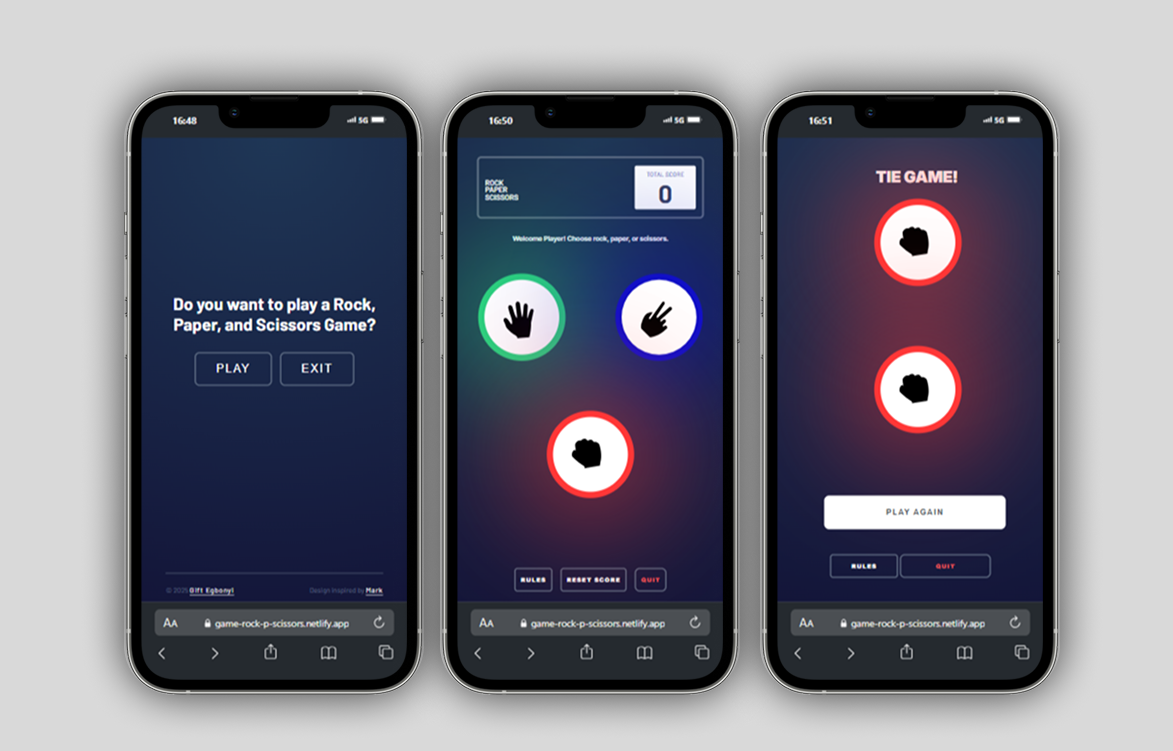 16:48
5G
Do you want to play a Rock,
Paper, and Scissors Game?
PLAY EXIT
© 2025 Gift Egbonyi Design Inspired by Mark
AA game-rock-p-scissors.netlify.app
16:50
5G
ROCK
PAPER
SCISSORS
TOTAL SCORE
0
Welcome Player! Choose rock, paper, or scissors.
RULES RESET SCORE QUIT
AA game-rock-p-scissors.netlify.app
16:51
5G
TIE GAME!
PLAY AGAIN
RULES QUIT
AA game-rock-p-scissors.netlify.app